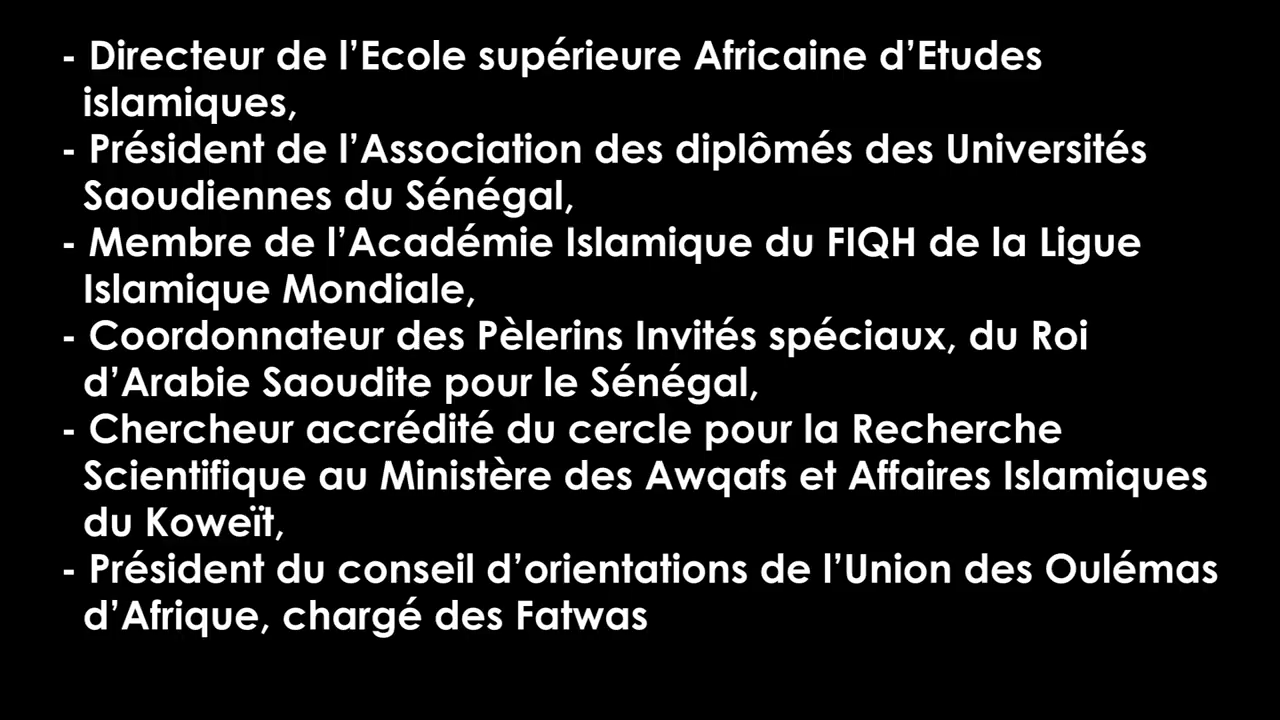 - Directeur de l’Ecole supérieure Africaine d’Etudes
islamiques,
- Président de l’Association des diplômés des Universités
Saoudiennes du Sénégal,
- Membre de l’Académie Islamique du FIQH de la Ligue
Islamique Mondiale,
- Coordonnateur des Pèlerins Invités spéciaux, du Roi
d’Arabie Saoudite pour le Sénégal,
- Chercheur accrédité du cercle pour la Recherche
Scientifique au Ministère des Awqafs et Affaires Islamiques
du Koweït,
- Président du conseil d’orientations de l’Union des Oulémas
d’Afrique, chargé des Fatwas